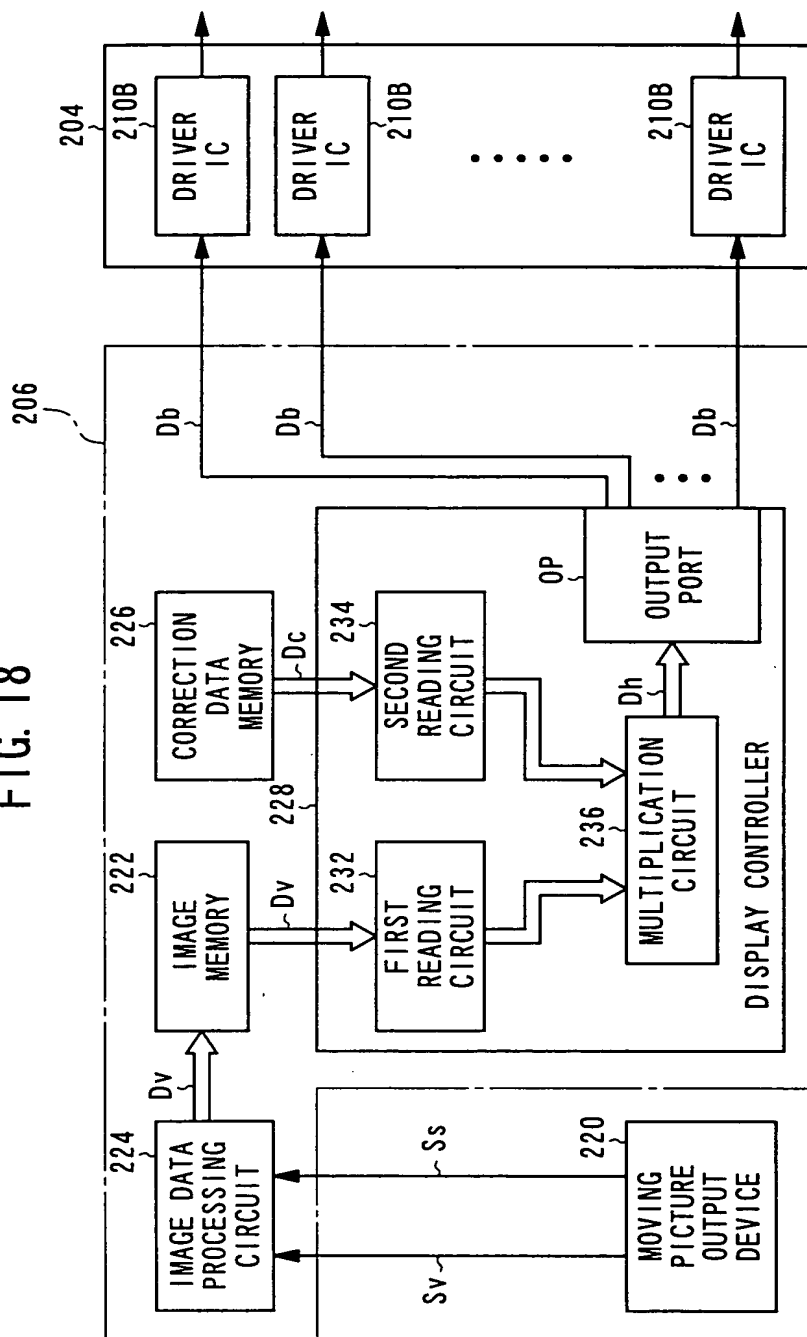 FIG. 18
206
204
224
IMAGE DATA
PROCESSING
CIRCUIT
Dv
222
IMAGE
MEMORY
226
CORRECTION
DATA
MEMORY
Db
210B
DRIVER
IC
Db
210B
DRIVER
IC
Db
210B
DRIVER
IC
Dv
Dc
228
232
FIRST
READING
CIRCUIT
234
SECOND
READING
CIRCUIT
236
MULTIPLICATION
CIRCUIT
Dh
OP
OUTPUT
PORT
DISPLAY CONTROLLER
Sv
Ss
220
MOVING
PICTURE
OUTPUT
DEVICE